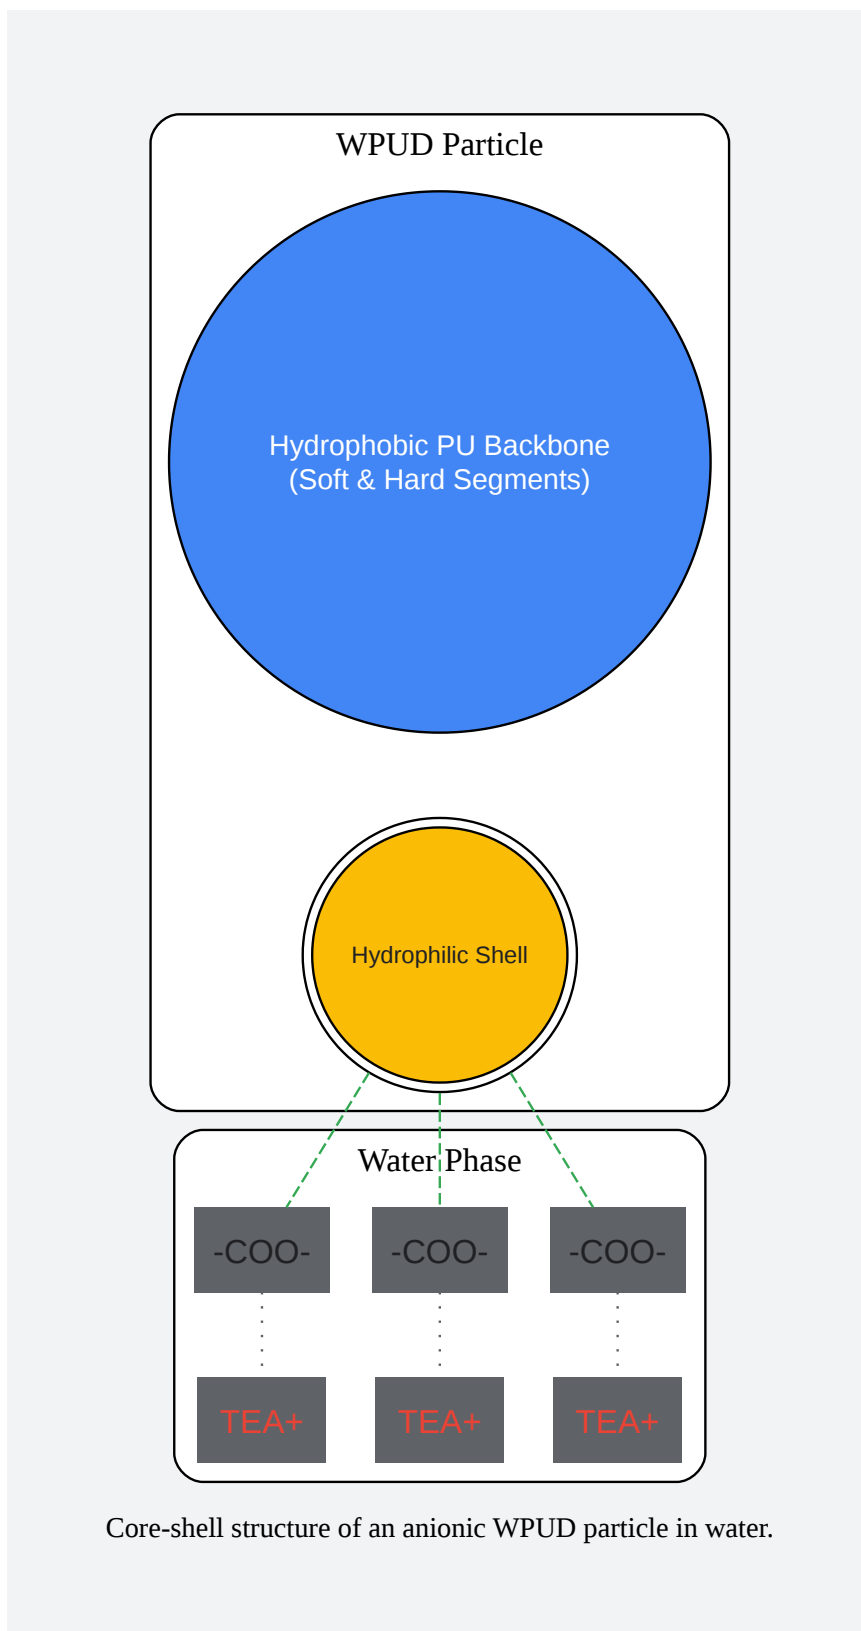 WPUD Particle
Hydrophobic PU Backbone
(Soft & Hard Segments)
Hydrophilic Shell
Water Phase
-COO- -COO- -COO-
TEA+ TEA+ TEA+
Core-shell structure of an anionic WPUD particle in water.